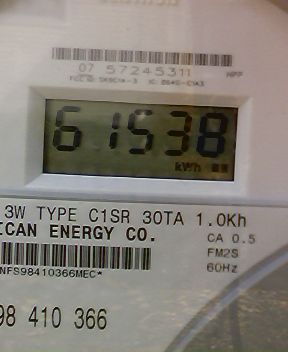 07 57245311
61538
kWh
3W TYPE C1SR 30TA 1.0Kh
ICAN ENERGY CO.
CA 0.5
FM2S
60Hz
NFS98410366MEC*
98 410 366